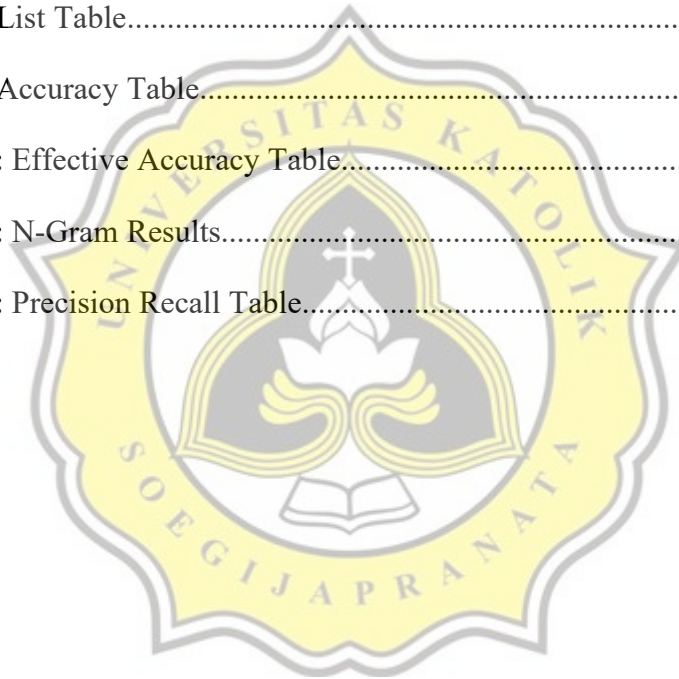 List Table....................................................................
Accuracy Table............................................................
: Effective Accuracy Table..........................................
: N-Gram Results..........................................................
: Precision Recall Table...............................................
UNIVERSITAS KATOLIK
SOEGIJAPRANATA